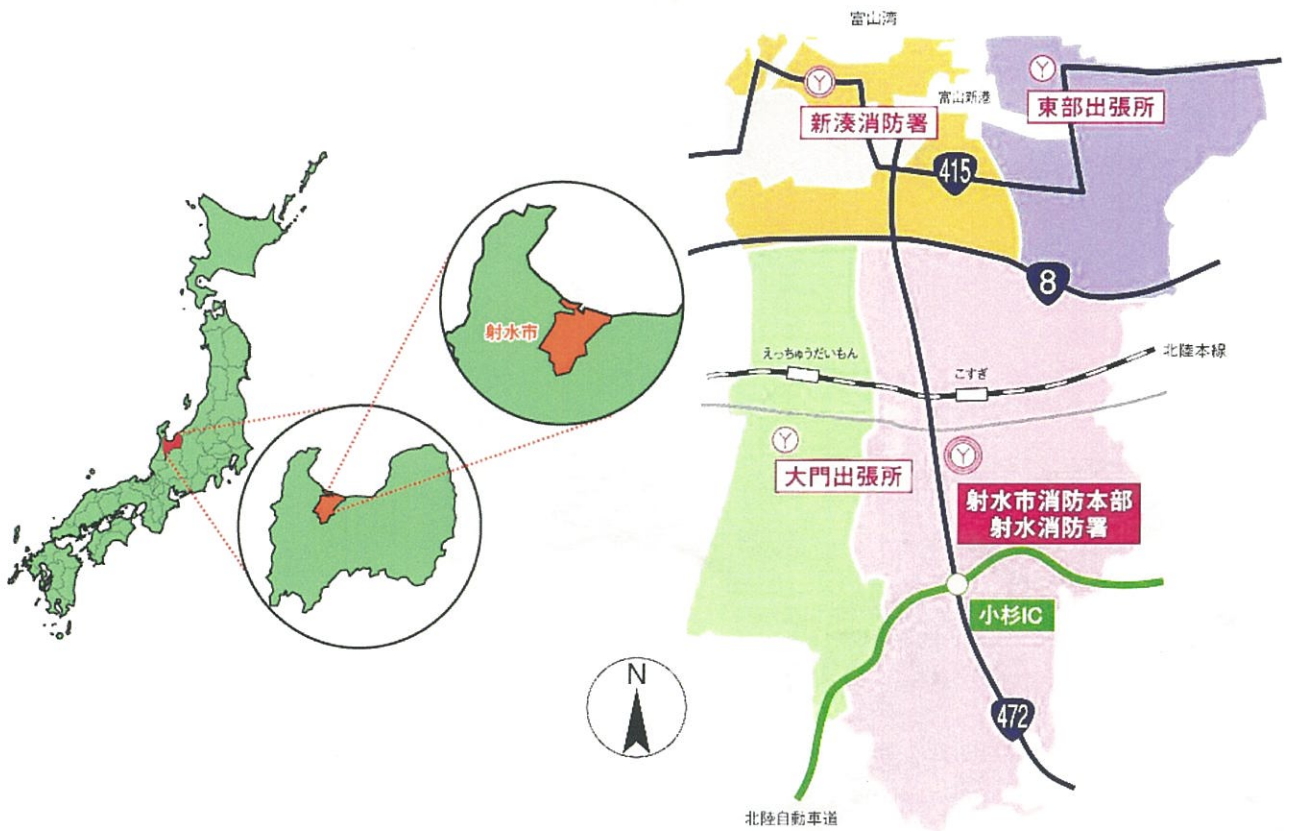 富山湾
富山新港
新湊消防署
東部出張所
415
8
射水市
北陸本線
えっちゅうだいもん
こすぎ
大門出張所
射水市消防本部
射水消防署
小杉IC
N
472
北陸自動車道